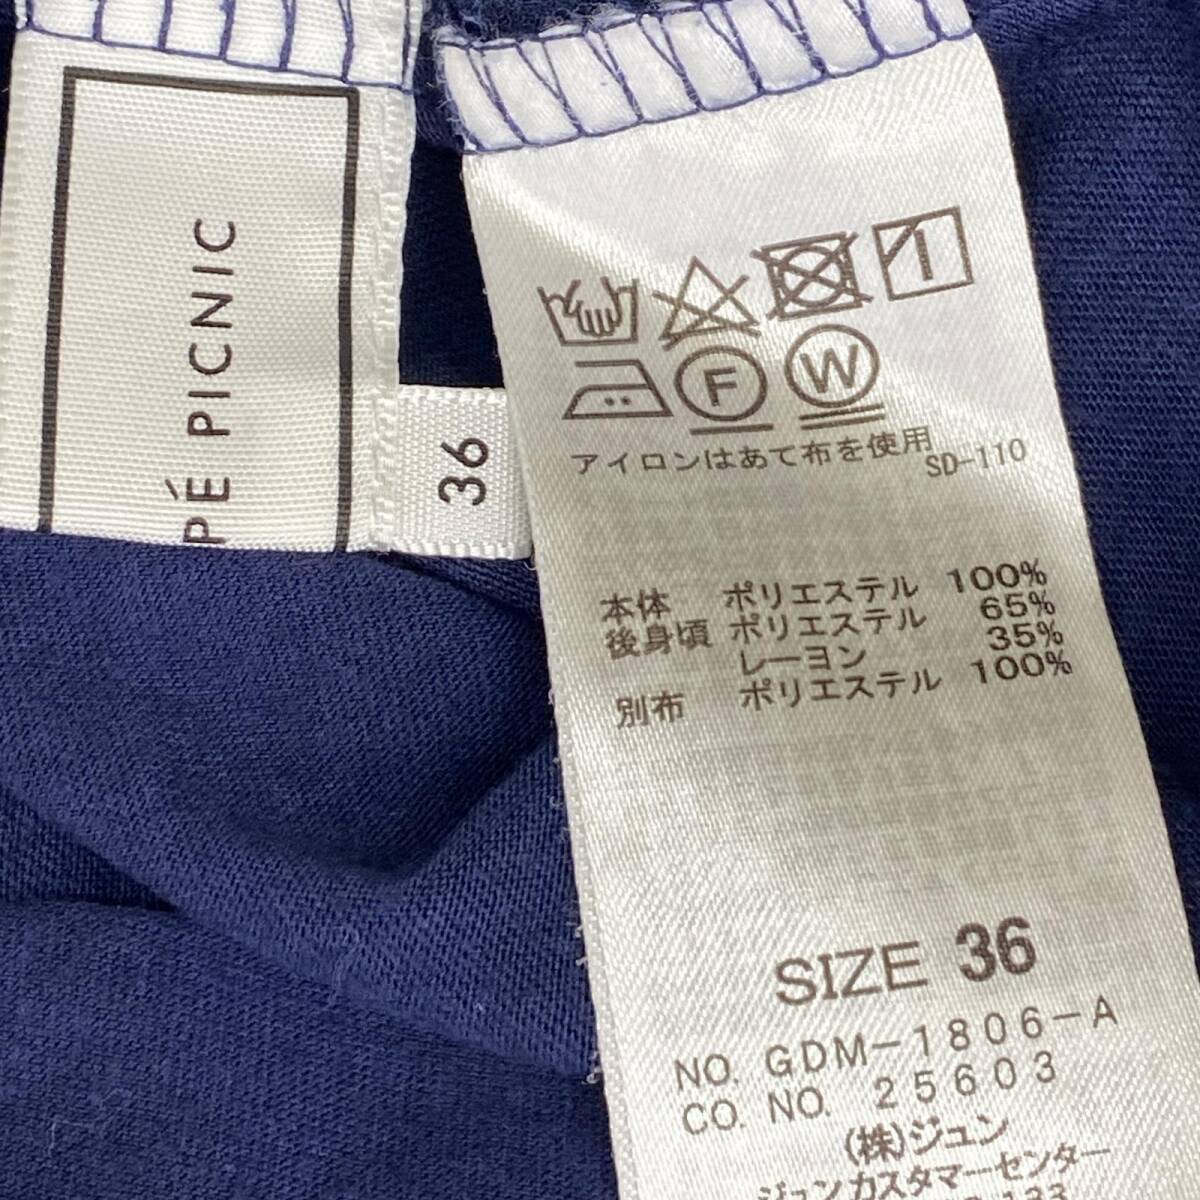 PÉ PICNIC
36
F W
アイロンはあて布を使用
SD-110
本体 ポリエステル 100%
後身頃 ポリエステル 65%
レーヨン 35%
別布 ポリエステル 100%
SIZE 36
NO. GDM-1806-A
CO. NO. 25603
(株)ジュン
ジュンカスタマーセンター